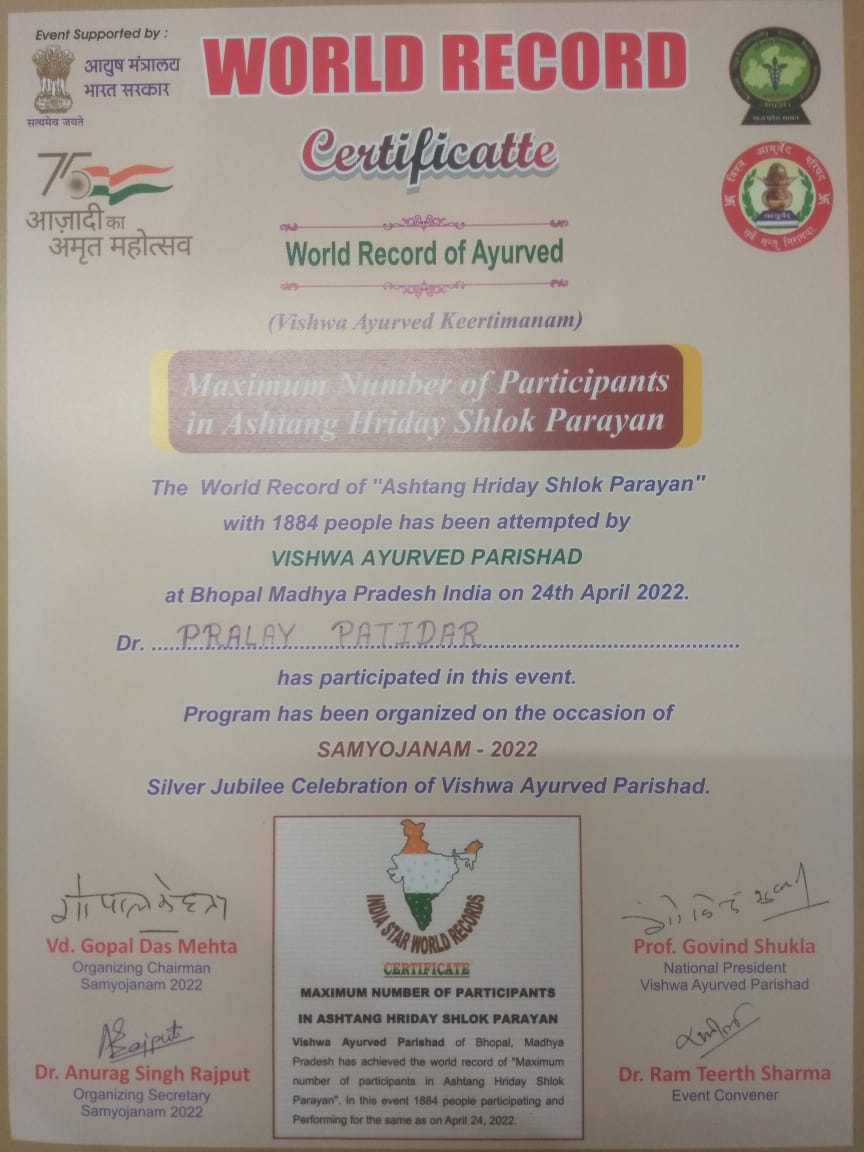 Event Supported by :
आयुष मंत्रालय
भारत सरकार
सत्यमेव जयते
75
आज़ादी का
अमृत महोत्सव
WORLD RECORD
Certificatte
विश्व आयुर्वेद परिषद
World Record of Ayurved
(Vishwa Ayurved Keertimanam)
Maximum Number of Participants
in Ashtang Hriday Shlok Parayan
The World Record of "Ashtang Hriday Shlok Parayan"
with 1884 people has been attempted by
VISHWA AYURVED PARISHAD
at Bhopal Madhya Pradesh India on 24th April 2022.
Dr. PRALAY PATIDAR
has participated in this event.
Program has been organized on the occasion of
SAMYOJANAM - 2022
Silver Jubilee Celebration of Vishwa Ayurved Parishad.
गोपाल मेहता
Vd. Gopal Das Mehta
Organizing Chairman
Samyojanam 2022
Dr. Anurag Singh Rajput
Organizing Secretary
Samyojanam 2022
INDIA STAR WORLD RECORDS
CERTIFICATE
MAXIMUM NUMBER OF PARTICIPANTS
IN ASHTANG HRIDAY SHLOK PARAYAN
Vishwa Ayurved Parishad of Bhopal, Madhya
Pradesh has achieved the world record of "Maximum
number of participants in Ashtang Hriday Shlok
Parayan". In this event 1884 people participating and
Performing for the same as on April 24, 2022.
Prof. Govind Shukla
National President
Vishwa Ayurved Parishad
Dr. Ram Teerth Sharma
Event Convener